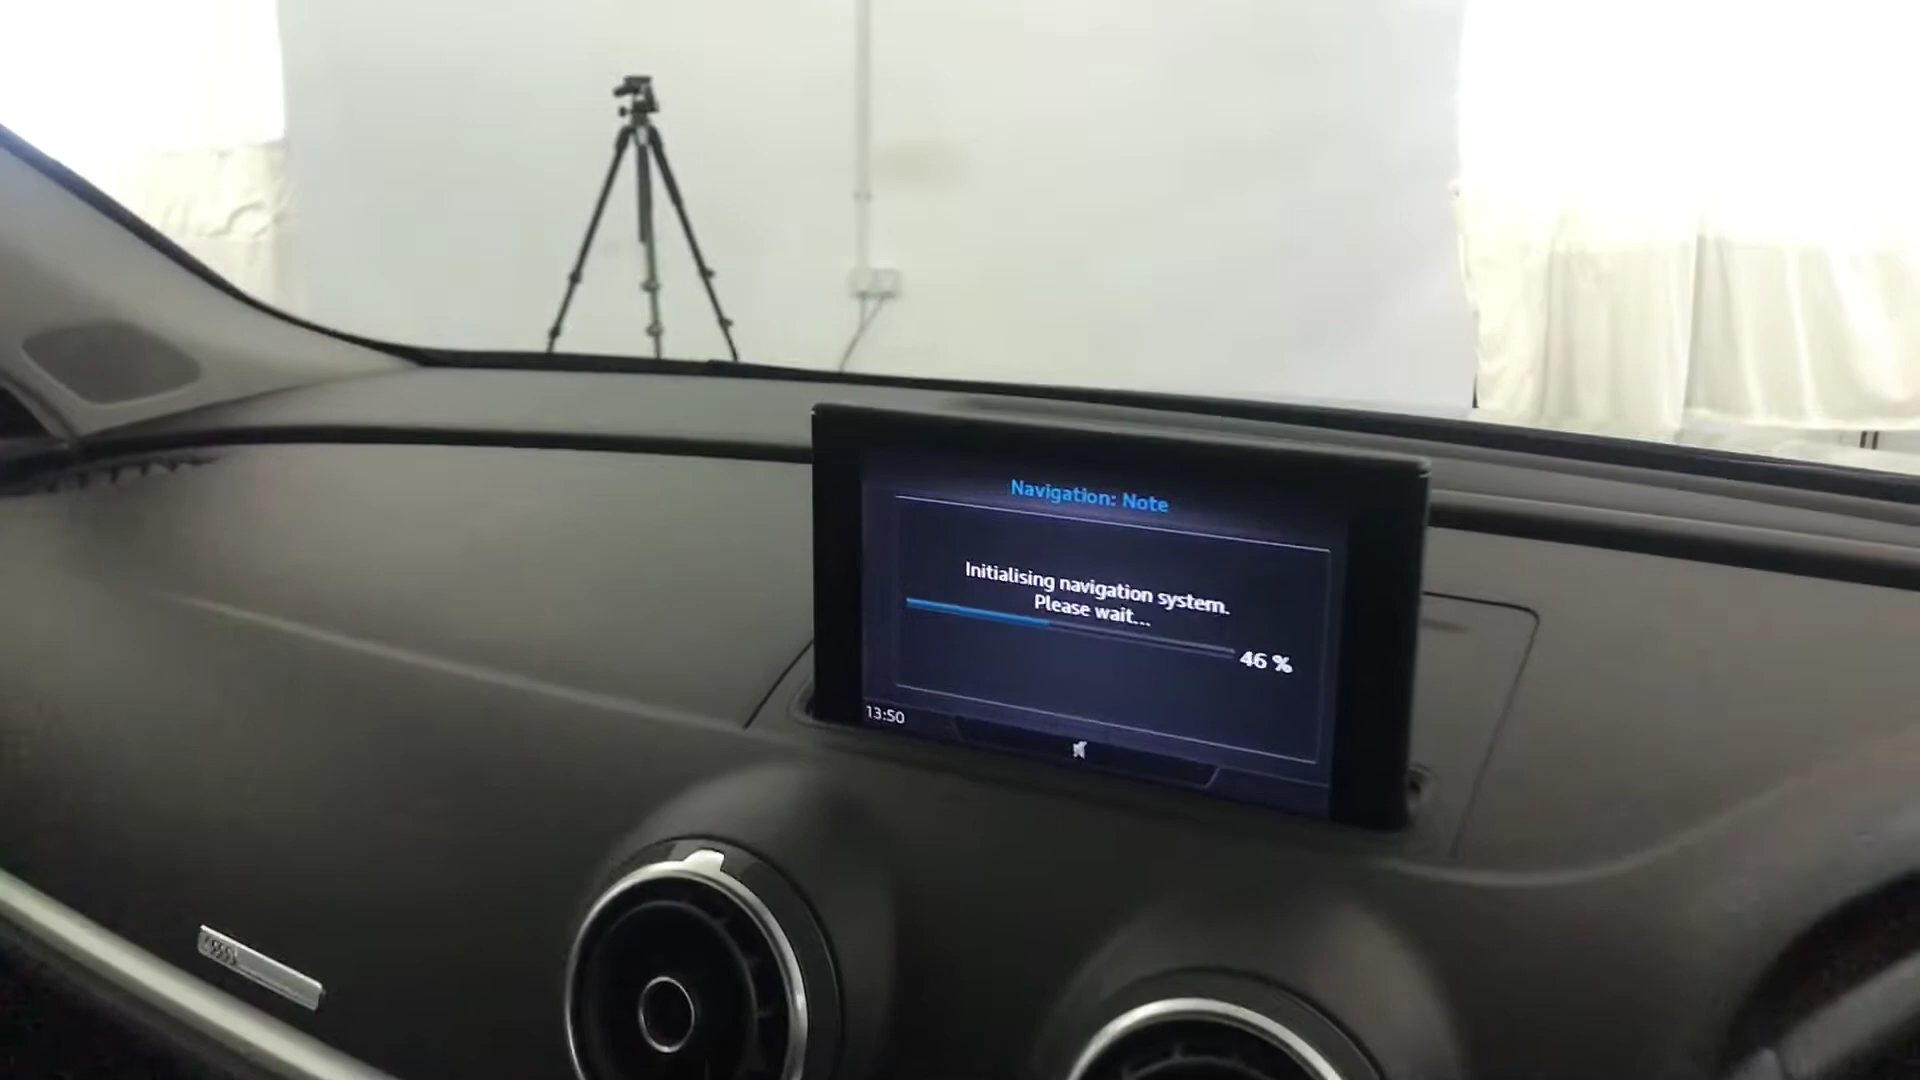 Navigation: Note
Initialising navigation system.
Please wait...
46 %
13:50